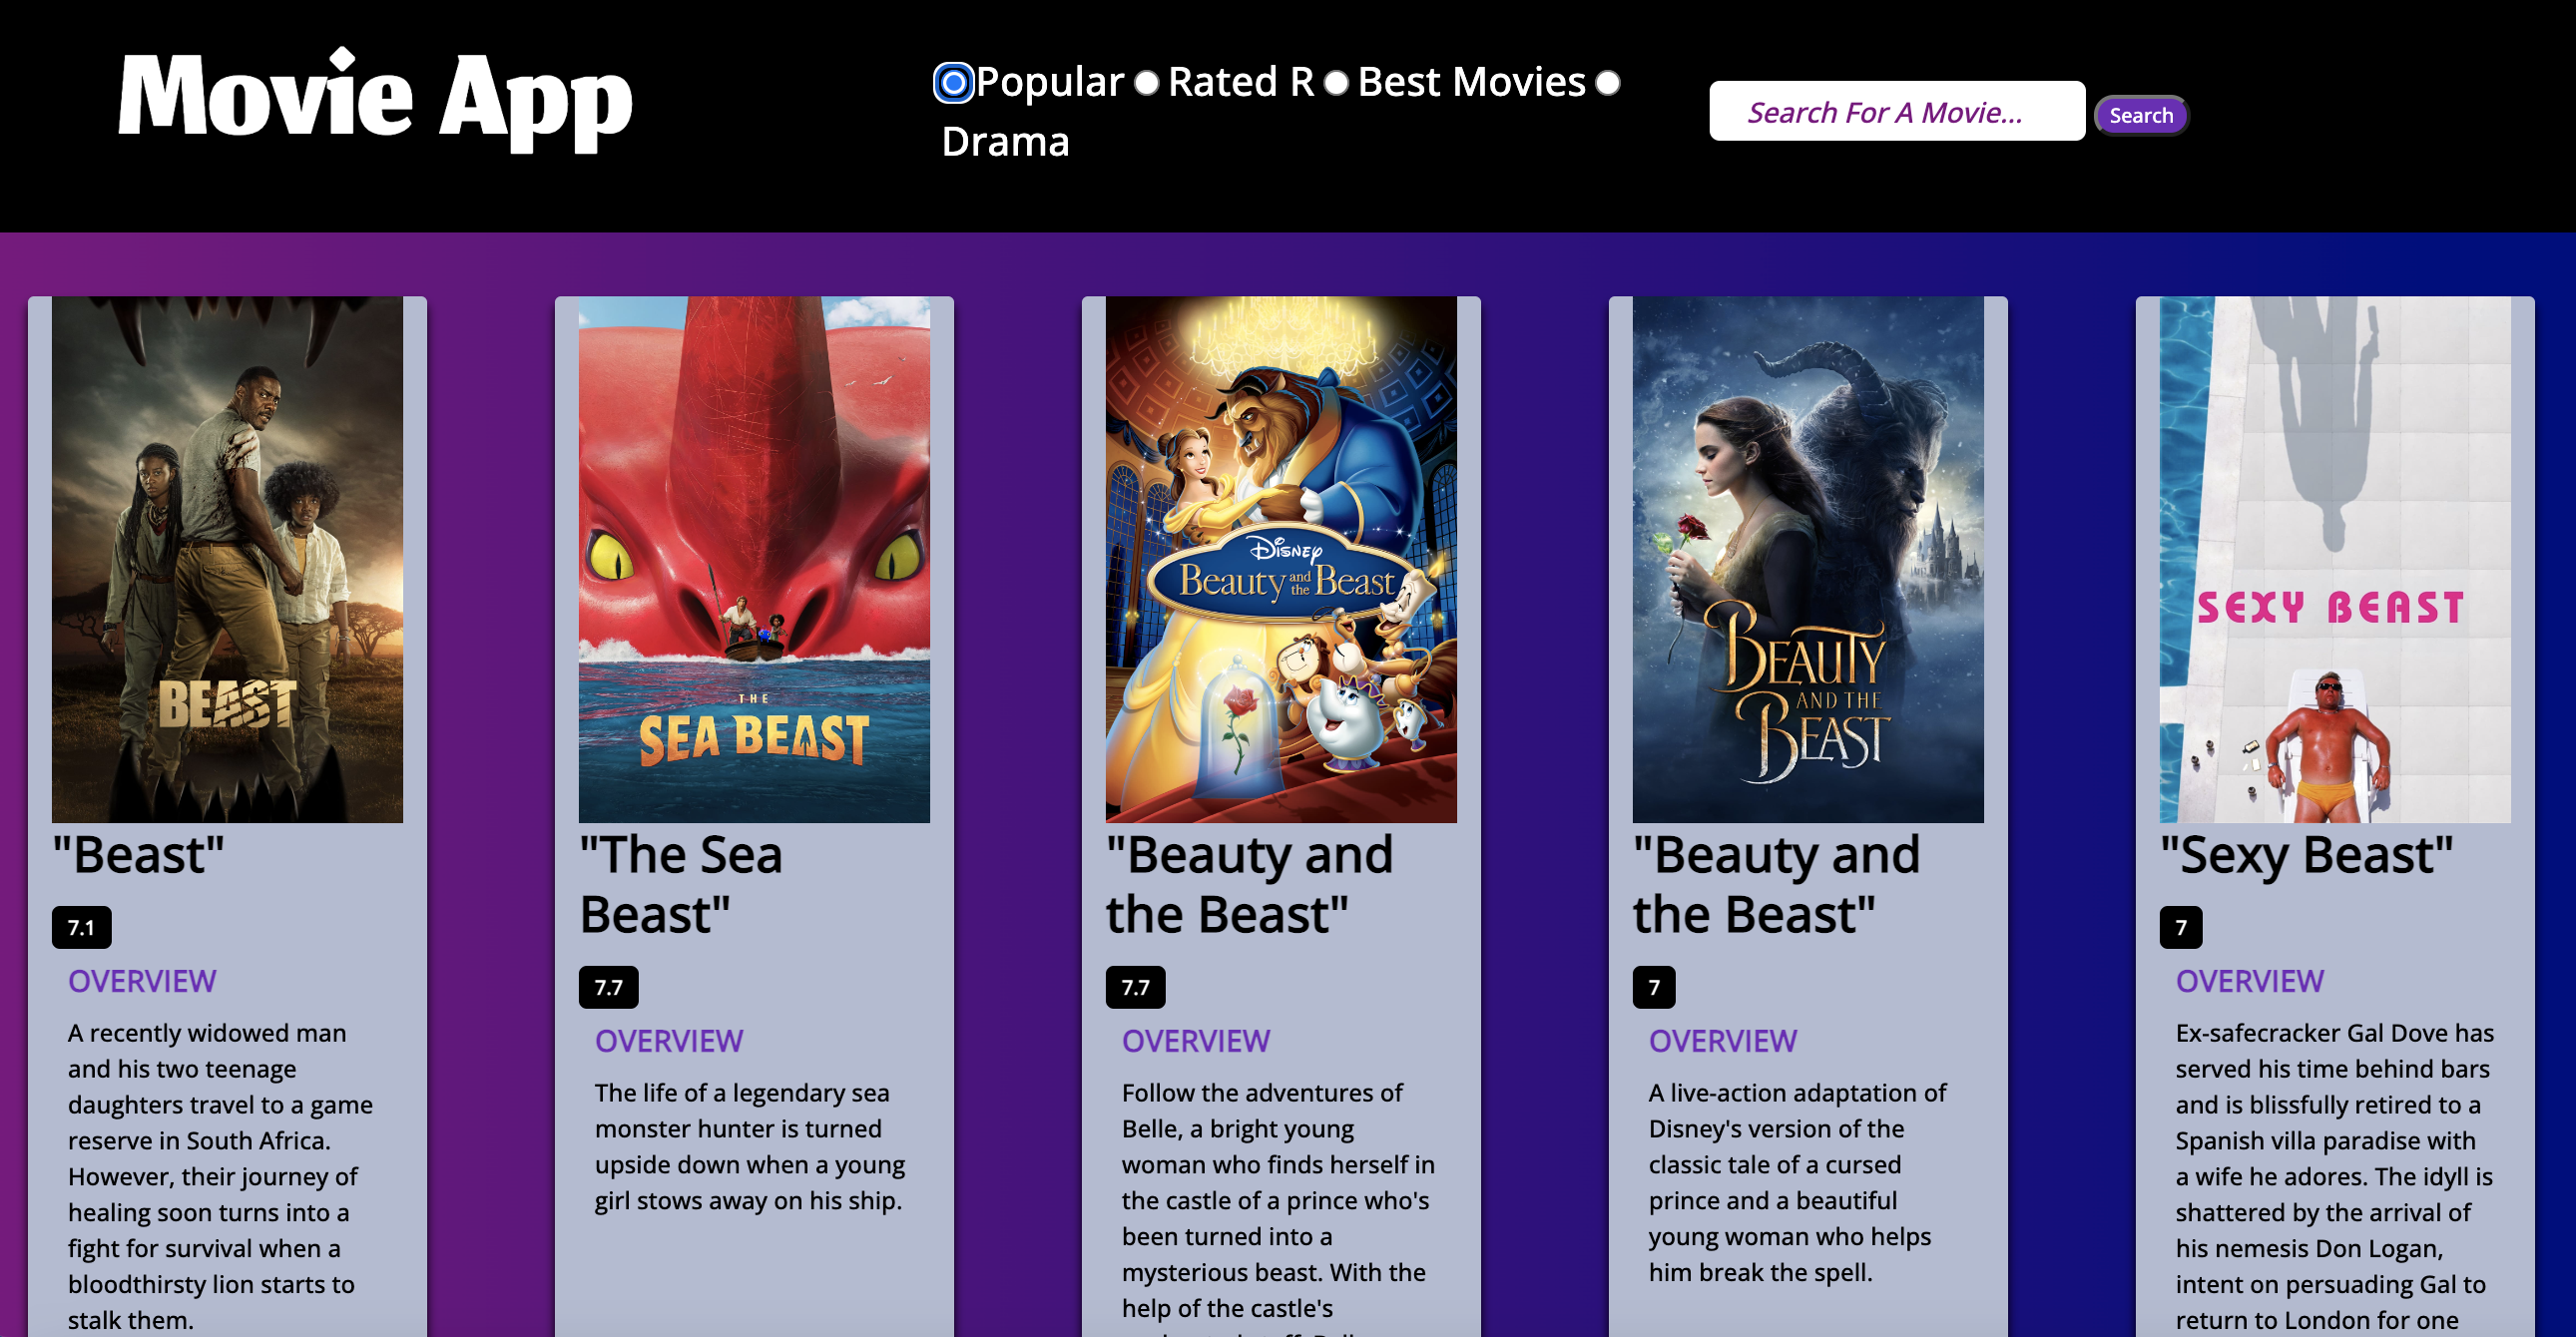 Movie App
Popular Rated R Best Movies
Drama
Search For A Movie...
Search
BEAST
"Beast"
7.1
OVERVIEW
A recently widowed man
and his two teenage
daughters travel to a game
reserve in South Africa.
However, their journey of
healing soon turns into a
fight for survival when a
bloodthirsty lion starts to
stalk them.
THE
SEA BEAST
"The Sea
Beast"
7.7
OVERVIEW
The life of a legendary sea
monster hunter is turned
upside down when a young
girl stows away on his ship.
Disney
Beauty and the Beast
"Beauty and
the Beast"
7.7
OVERVIEW
Follow the adventures of
Belle, a bright young
woman who finds herself in
the castle of a prince who's
been turned into a
mysterious beast. With the
help of the castle's
BEAUTY
AND THE
BEAST
"Beauty and
the Beast"
7
OVERVIEW
A live-action adaptation of
Disney's version of the
classic tale of a cursed
prince and a beautiful
young woman who helps
him break the spell.
SEXY BEAST
"Sexy Beast"
7
OVERVIEW
Ex-safecracker Gal Dove has
served his time behind bars
and is blissfully retired to a
Spanish villa paradise with
a wife he adores. The idyll is
shattered by the arrival of
his nemesis Don Logan,
intent on persuading Gal to
return to London for one